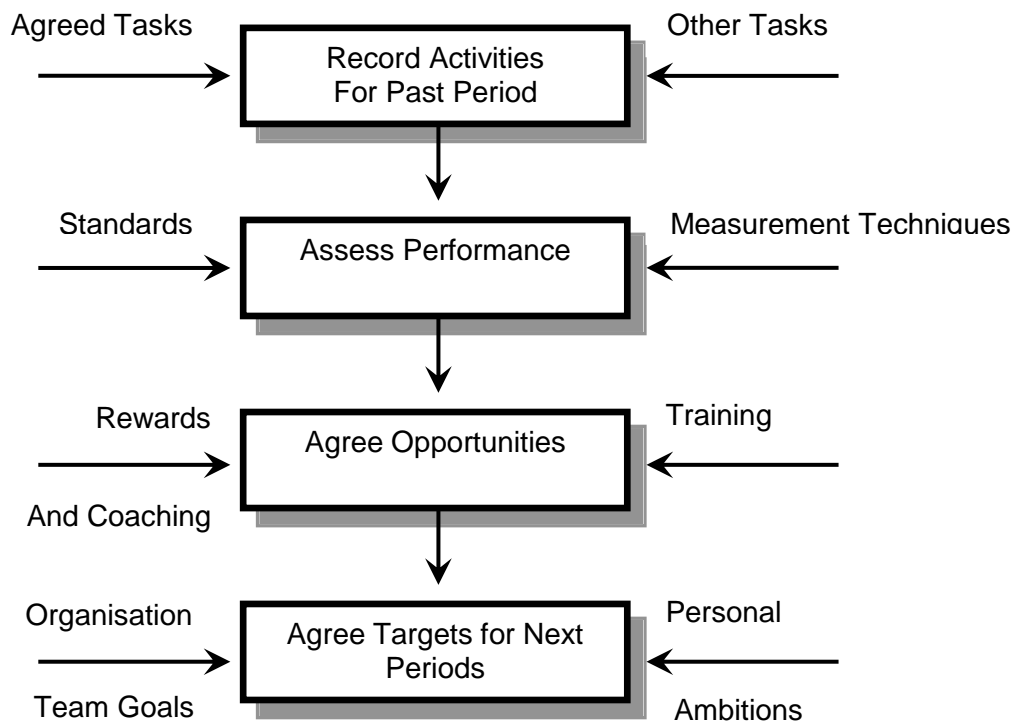 Agreed Tasks
Other Tasks
Record Activities
For Past Period
Standards
Measurement Techniques
Assess Performance
Rewards
Training
Agree Opportunities
And Coaching
Organisation
Personal
Agree Targets for Next
Periods
Team Goals
Ambitions